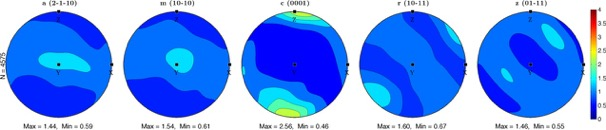 a (2-1-10)
m (10-10)
c (0001)
r (10-11)
z (01-11)
N = 4575
Z
Y
X
Z
Y
X
Z
Y
X
Z
Y
X
Z
Y
X
4
3.5
3
2.5
2
1.5
1
0.5
0
Max = 1.44, Min = 0.59
Max = 1.54, Min = 0.61
Max = 2.56, Min = 0.46
Max = 1.60, Min = 0.67
Max = 1.46, Min = 0.55